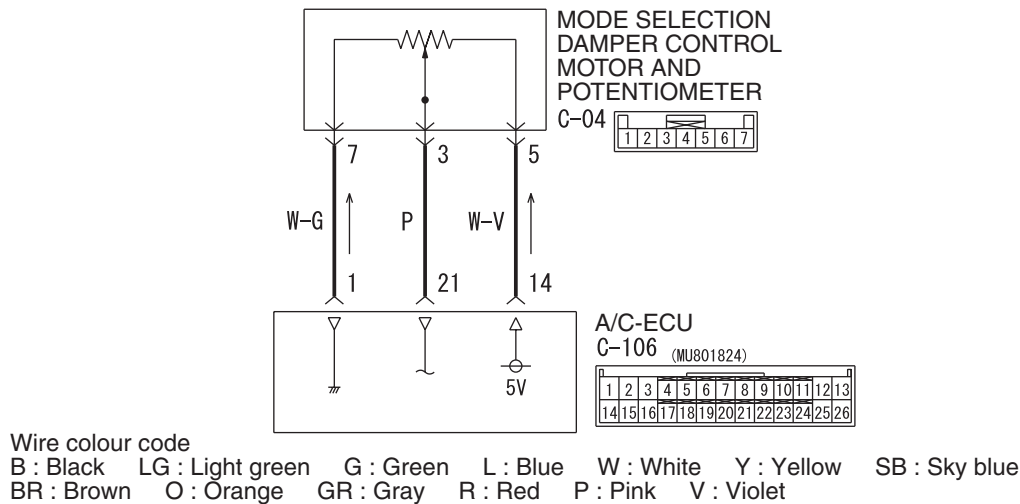 MODE SELECTION
DAMPER CONTROL
MOTOR AND
POTENTIOMETER
C-04
1 2 3 4 5 6 7
7 3 5
W-G P W-V
1 21 14
A/C-ECU
C-106 (MU801824)
5V
1 2 3 4 5 6 7 8 9 10 11 12 13
14 15 16 17 18 19 20 21 22 23 24 25 26
Wire colour code
B : Black LG : Light green G : Green L : Blue W : White Y : Yellow SB : Sky blue
BR : Brown O : Orange GR : Gray R : Red P : Pink V : Violet